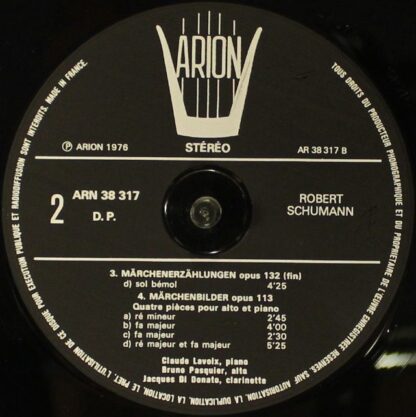 ARION
Ⓟ ARION 1976
STÉRÉO
AR 38 317 B
2
ARN 38 317
D. P.
ROBERT
SCHUMANN
3. MÄRCHENERZÄHLUNGEN opus 132 (fin)
d) sol bémol 4'25
4. MÄRCHENBILDER opus 113
Quatre pièces pour alto et piano
a) ré mineur 2'45
b) fa majeur 4'00
c) fa majeur 2'30
d) ré majeur et fa majeur 5'25
Claude Lavoix, piano
Bruno Pasquier, alto
Jacques Di Donato, clarinette
TOUS DROITS DU PRODUCTEUR PHONOGRAPHIQUE ET DU PROPRIÉTAIRE DE L'ŒUVRE ENREGISTRÉE RÉSERVÉS. SAUF AUTORISATION, LA DUPLICATION, LA LOCATION, LE PRÊT, L'UTILISATION DE CE DISQUE POUR EXÉCUTION PUBLIQUE ET RADIODIFFUSION SONT INTERDITS. MADE IN FRANCE.